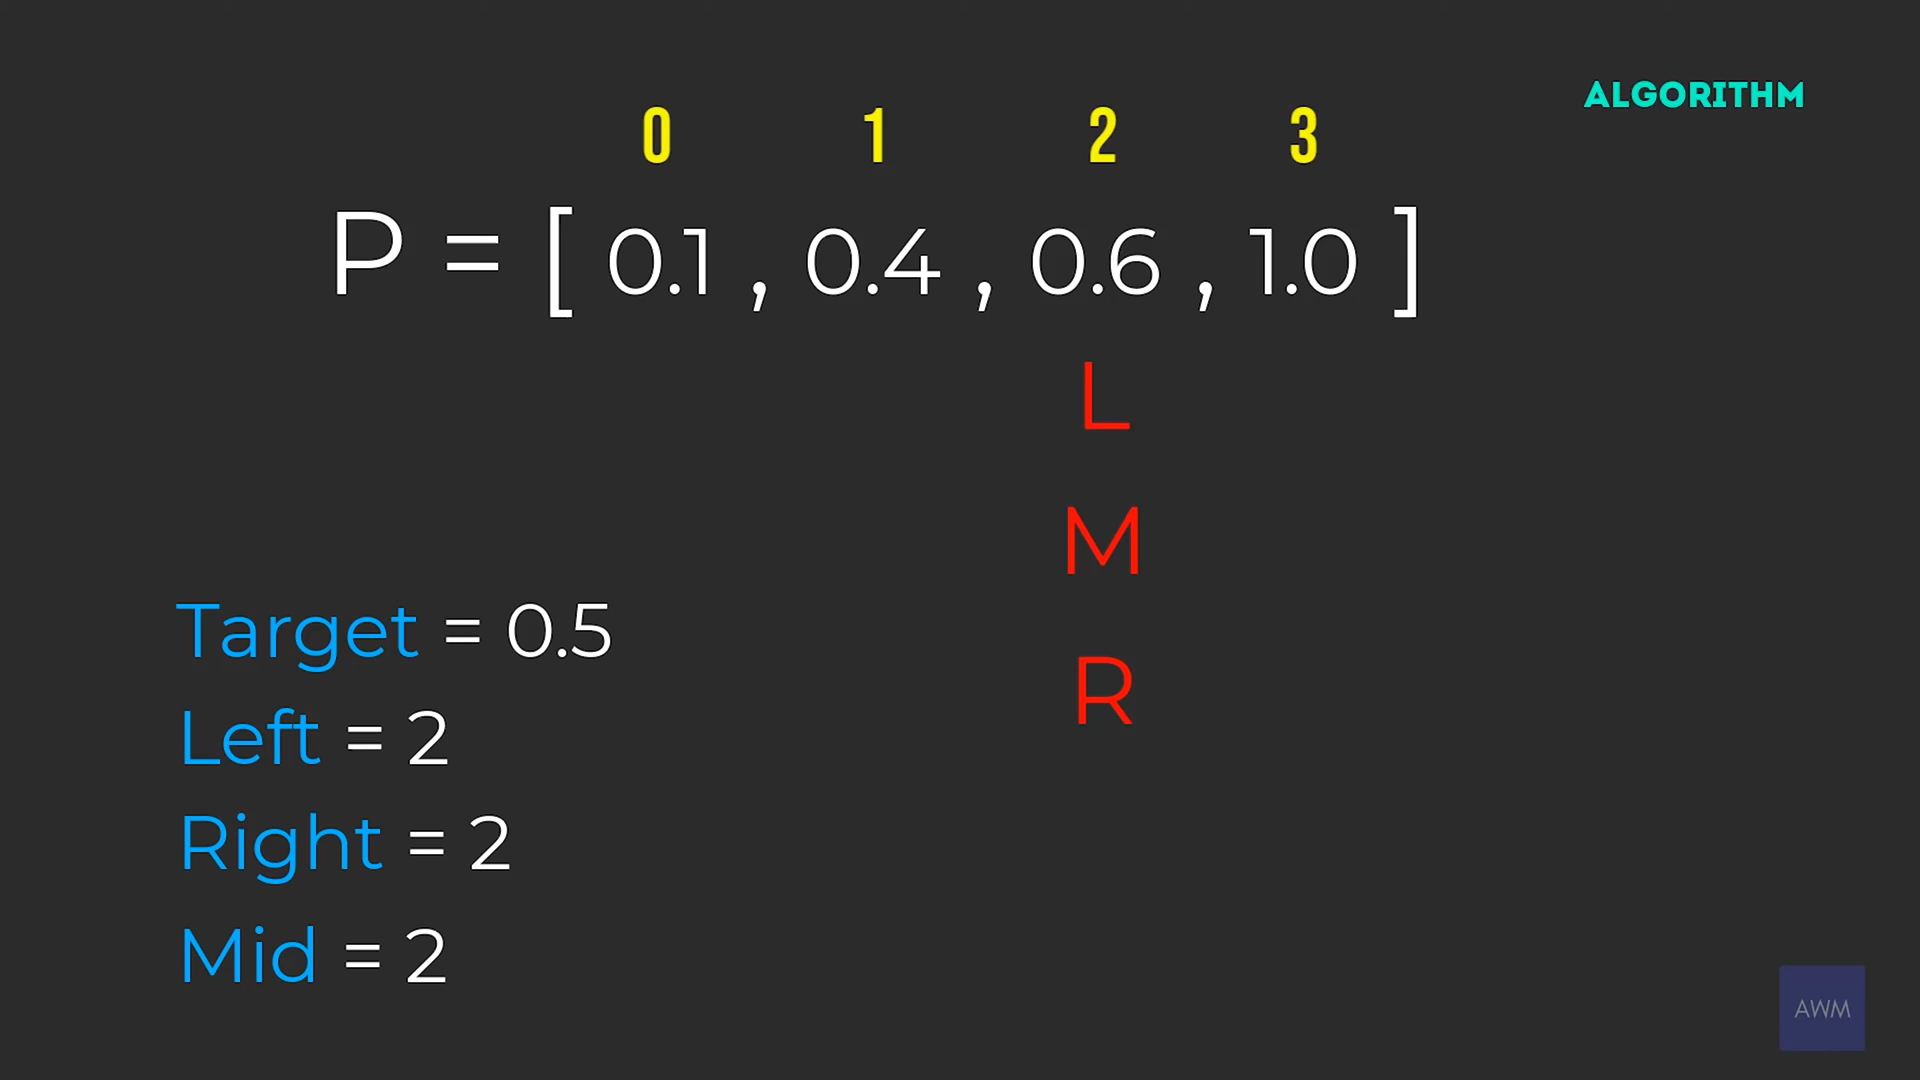 ALGORITHM
0 1 2 3
P = [ 0.1 , 0.4 , 0.6 , 1.0 ]
L
M
R
Target = 0.5
Left = 2
Right = 2
Mid = 2
AWM